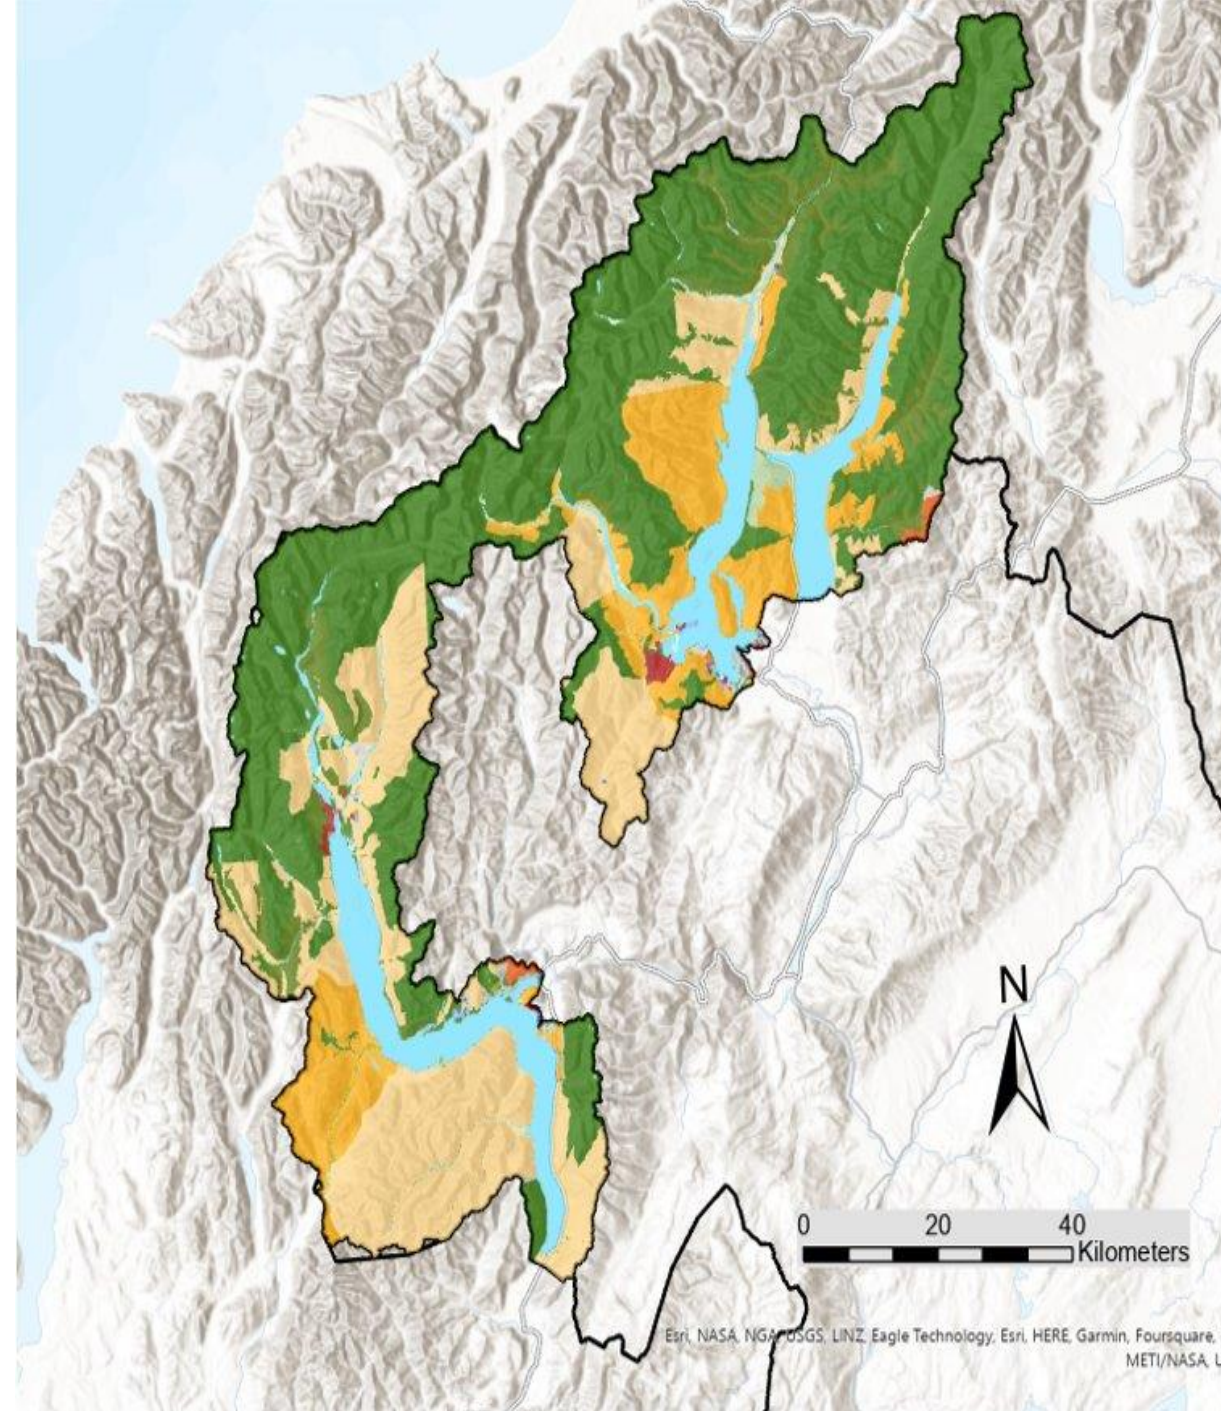 N
0 20 40
Kilometers
Esri, NASA, NGA, USGS, LINZ, Eagle Technology, Esri, HERE, Garmin, Foursquare,
METI/NASA, U